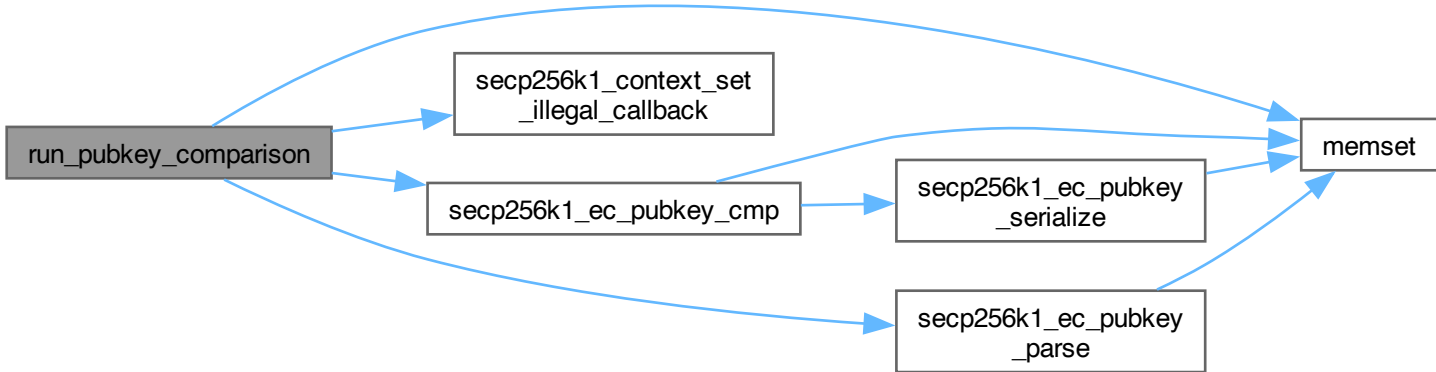 run_pubkey_comparison
secp256k1_context_set
_illegal_callback
secp256k1_ec_pubkey_cmp
secp256k1_ec_pubkey
_serialize
secp256k1_ec_pubkey
_parse
memset